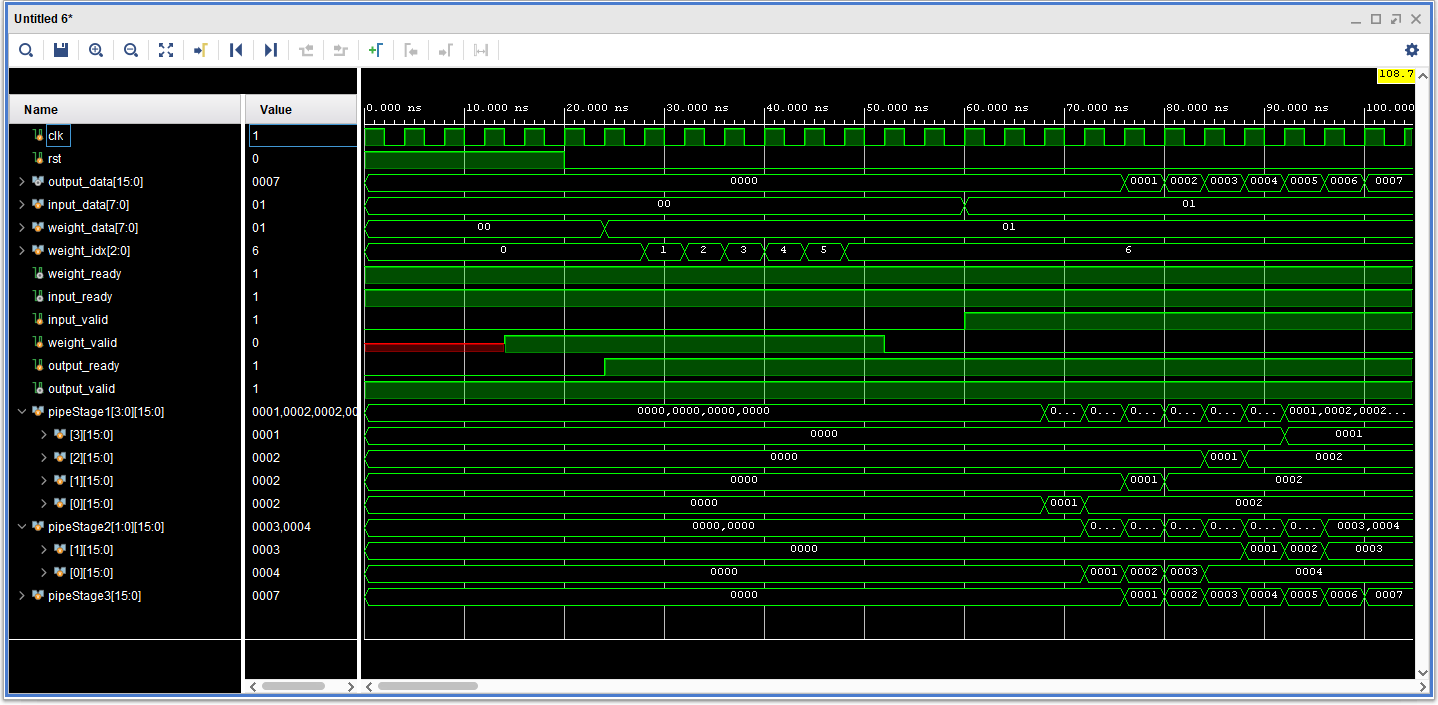 Untitled 6*
108.7
Name Value 0.000 ns 10.000 ns 20.000 ns 30.000 ns 40.000 ns 50.000 ns 60.000 ns 70.000 ns 80.000 ns 90.000 ns 100.000
clk 1
rst 0
output_data[15:0] 0007 0000 0001 0002 0003 0004 0005 0006 0007
input_data[7:0] 01 00 01
weight_data[7:0] 01 00 01
weight_idx[2:0] 6 0 1 2 3 4 5 6
weight_ready 1
input_ready 1
input_valid 1
weight_valid 0
output_ready 1
output_valid 1
pipeStage1[3:0][15:0] 0001,0002,0002,00 0000,0000,0000,0000 0... 0... 0... 0... 0... 0... 0001,0002,0002...
[3][15:0] 0001 0000 0001
[2][15:0] 0002 0000 0001 0002
[1][15:0] 0002 0000 0001 0002
[0][15:0] 0002 0000 0001 0002
pipeStage2[1:0][15:0] 0003,0004 0000,0000 0... 0... 0... 0... 0... 0... 0003,0004
[1][15:0] 0003 0000 0001 0002 0003
[0][15:0] 0004 0000 0001 0002 0003 0004
pipeStage3[15:0] 0007 0000 0001 0002 0003 0004 0005 0006 0007